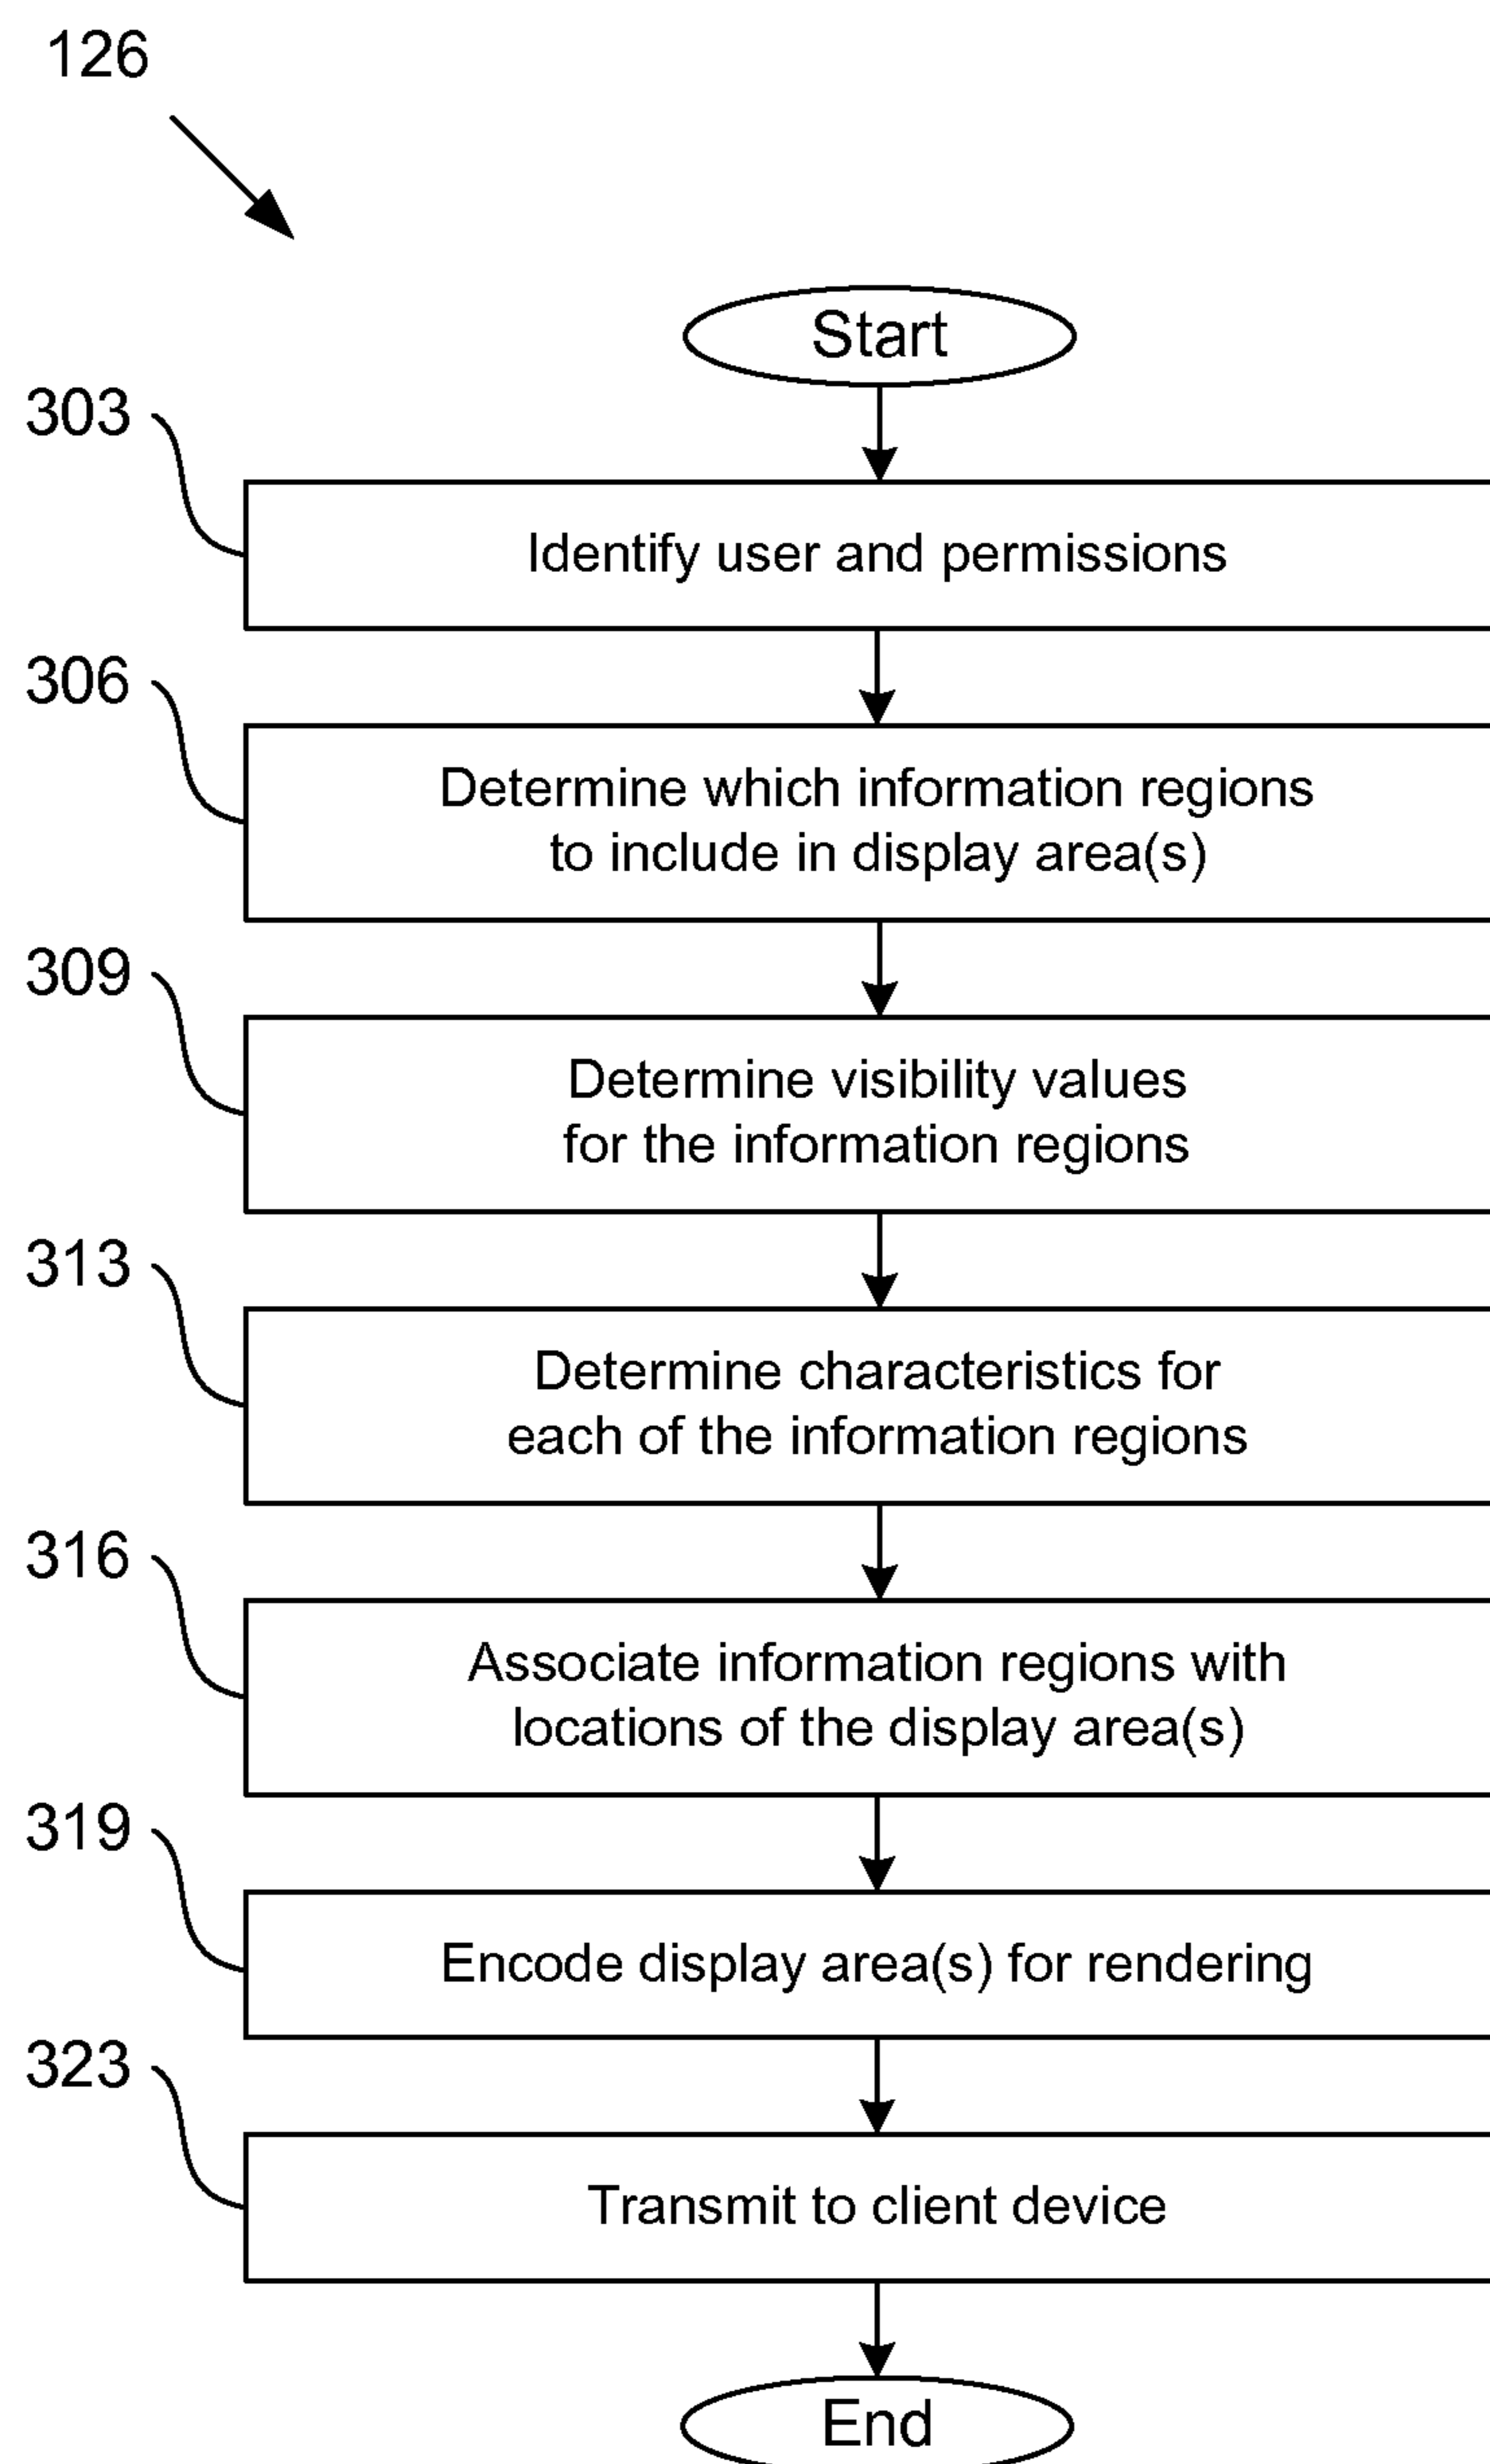 126
Start
303
Identify user and permissions
306
Determine which information regions
to include in display area(s)
309
Determine visibility values
for the information regions
313
Determine characteristics for
each of the information regions
316
Associate information regions with
locations of the display area(s)
319
Encode display area(s) for rendering
323
Transmit to client device
End